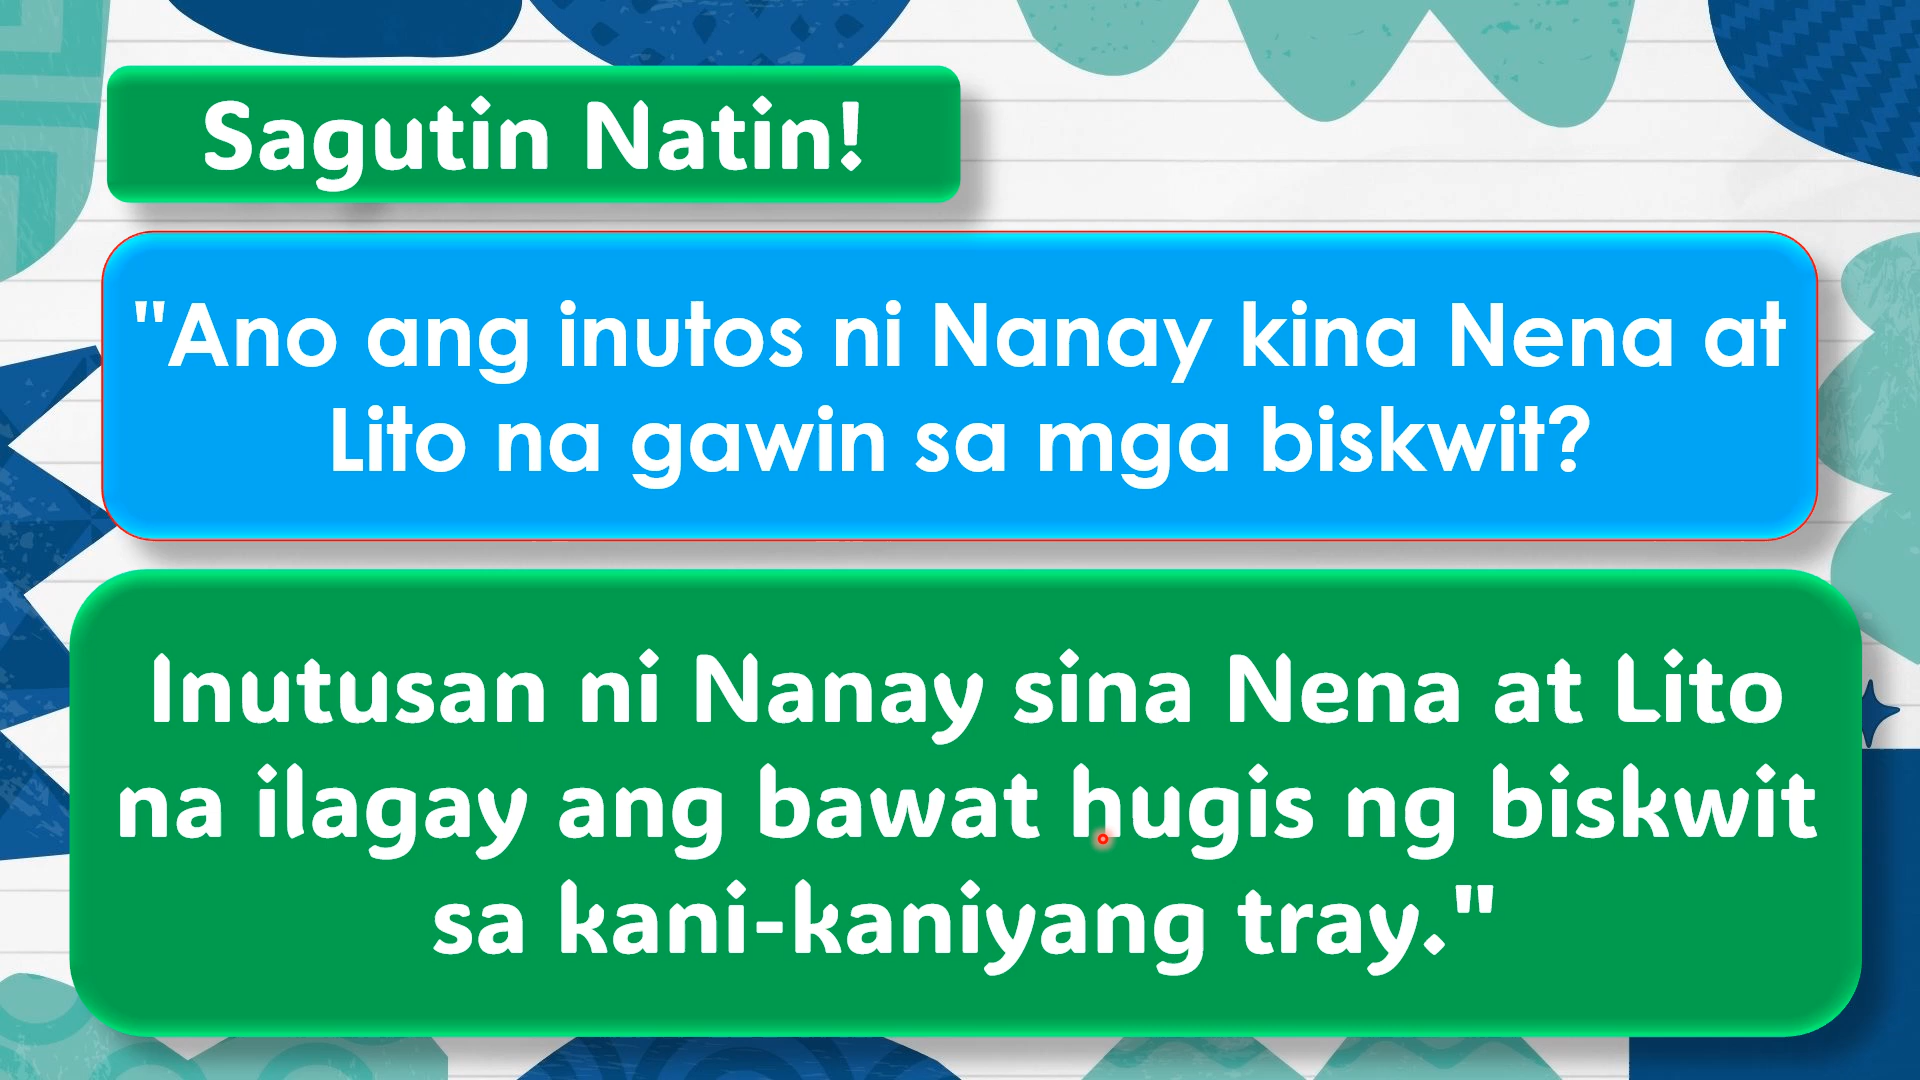 Sagutin Natin!
"Ano ang inutos ni Nanay kina Nena at
Lito na gawin sa mga biskwit?
Inutusan ni Nanay sina Nena at Lito
na ilagay ang bawat hugis ng biskwit
sa kani-kaniyang tray."